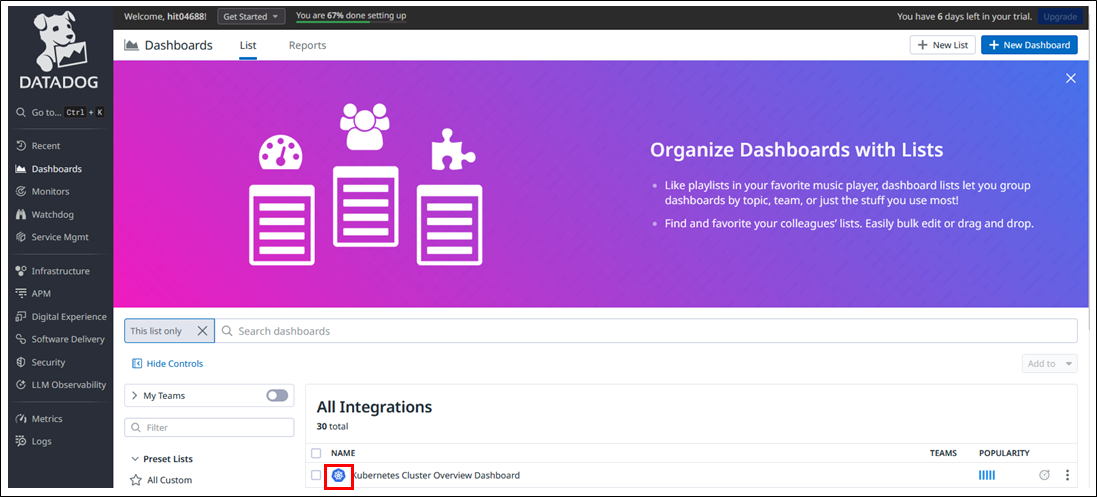 Welcome, hit04688! Get Started You are 67% done setting up You have 6 days left in your trial. Upgrade
DATADOG
Go to... Ctrl + K
Recent
Dashboards
Monitors
Watchdog
Service Mgmt
Infrastructure
APM
Digital Experience
Software Delivery
Security
LLM Observability
Metrics
Logs
Dashboards List Reports + New List + New Dashboard
Organize Dashboards with Lists
• Like playlists in your favorite music player, dashboard lists let you group
dashboards by topic, team, or just the stuff you use most!
• Find and favorite your colleagues' lists. Easily bulk edit or drag and drop.
This list only Search dashboards
Hide Controls Add to
My Teams
Filter
Preset Lists
All Custom
All Integrations
30 total
NAME TEAMS POPULARITY
Kubernetes Cluster Overview Dashboard